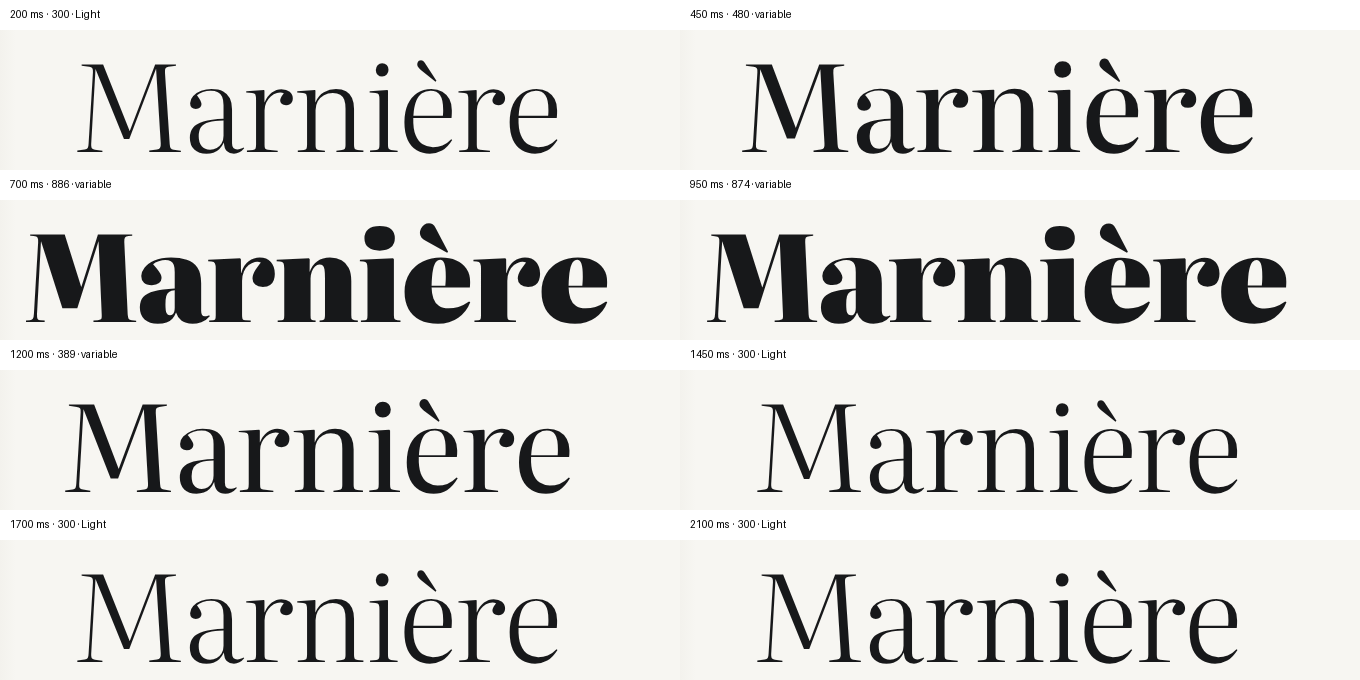 200 ms · 300 · Light
Marnière
450 ms · 480 · variable
Marnière
700 ms · 886 · variable
Marnière
950 ms · 874 · variable
Marnière
1200 ms · 389 · variable
Marnière
1450 ms · 300 · Light
Marnière
1700 ms · 300 · Light
Marnière
2100 ms · 300 · Light
Marnière